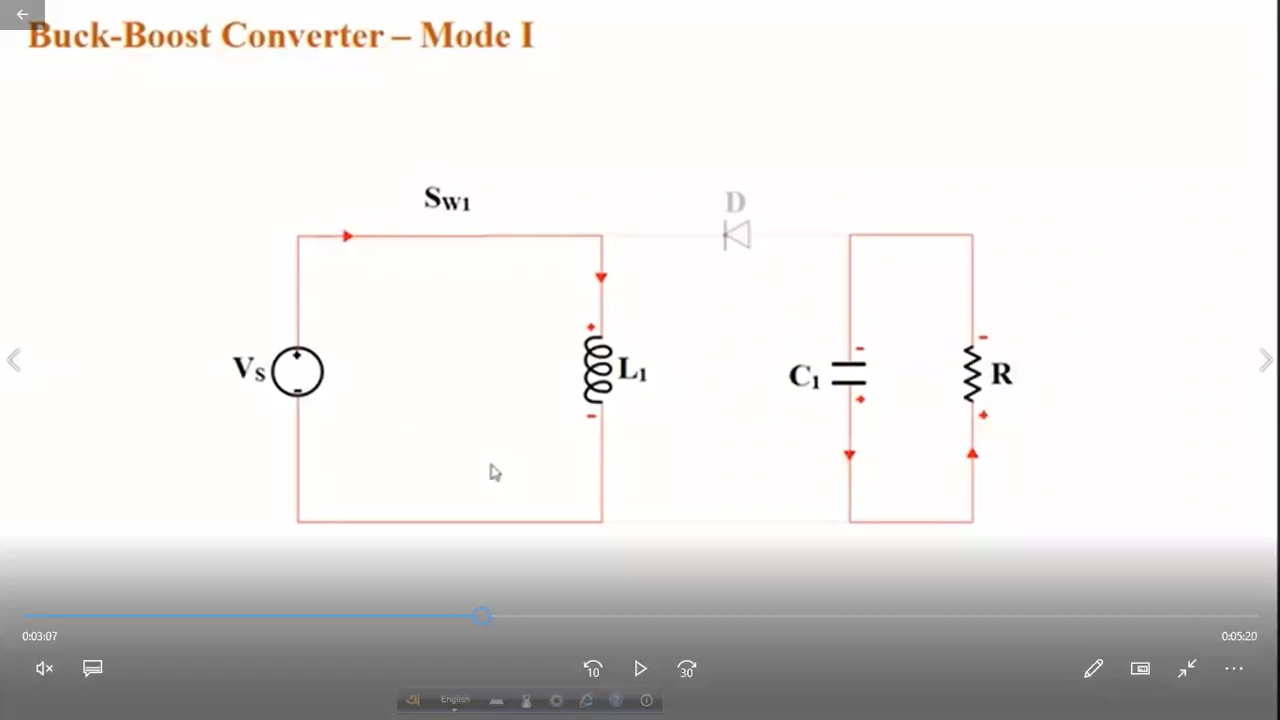 Buck-Boost Converter – Mode I
SW1
D
VS
L1
C1
R
0:03:07
0:05:20
10
30
English